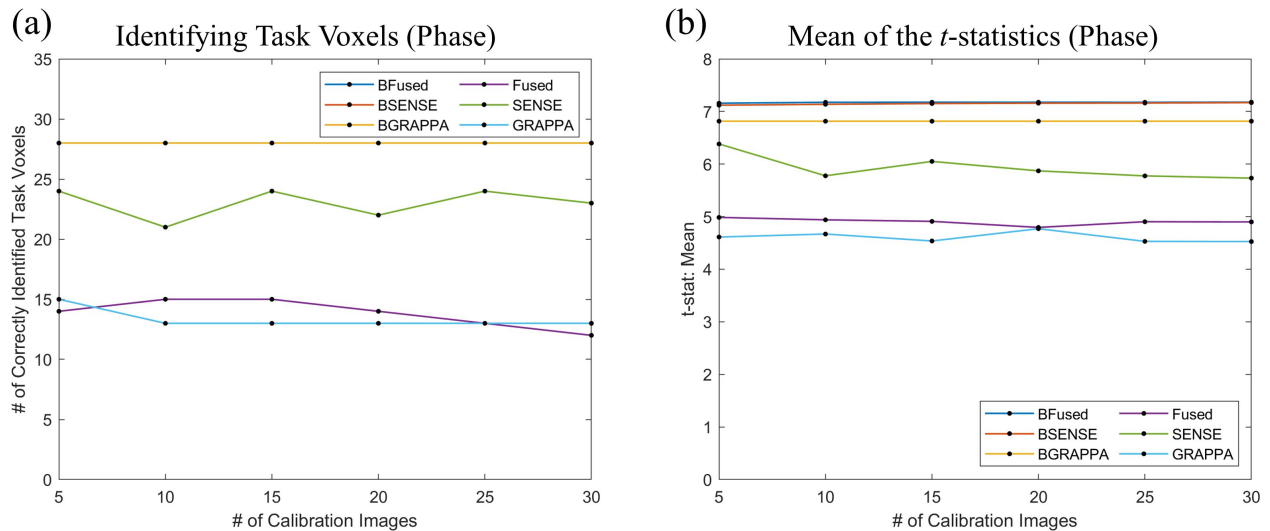 (a)
Identifying Task Voxels (Phase)
35
30
25
20
15
10
5
0
# of Correctly Identified Task Voxels
BFused
Fused
BSENSE
SENSE
BGRAPPA
GRAPPA
5 10 15 20 25 30
# of Calibration Images
(b)
Mean of the t-statistics (Phase)
8
7
6
5
4
3
2
1
0
t-stat: Mean
BFused
Fused
BSENSE
SENSE
BGRAPPA
GRAPPA
5 10 15 20 25 30
# of Calibration Images